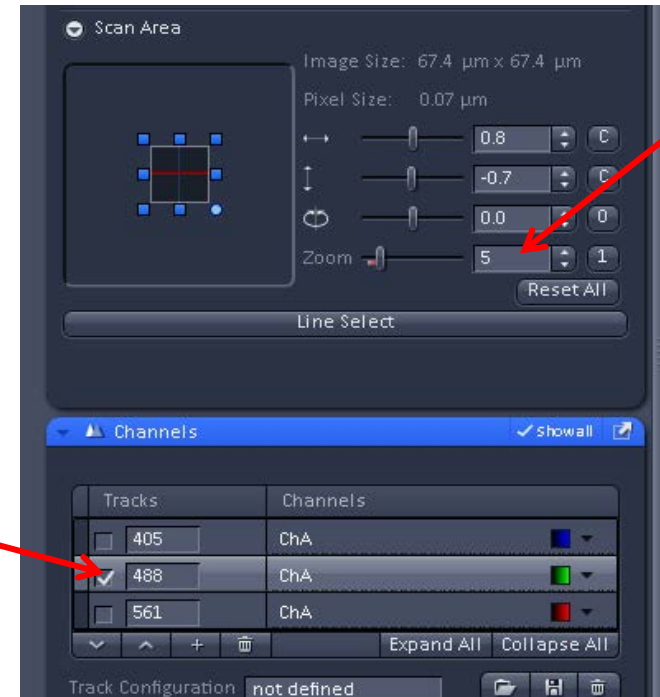 Scan Area
Image Size: 67.4 µm x 67.4 µm
Pixel Size: 0.07 µm
0.8 C
-0.7 C
0.0 0
Zoom 5 1
Reset All
Line Select
Channels Show all
Tracks Channels
405 ChA
488 ChA
561 ChA
+ Expand All Collapse All
Track Configuration not defined